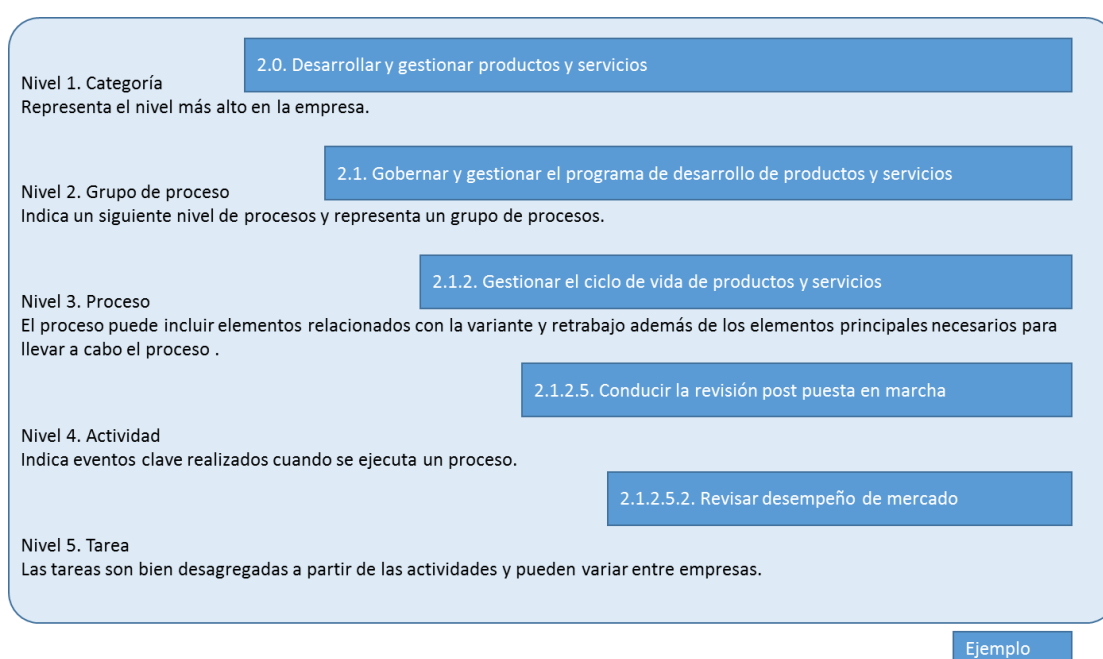 2.0. Desarrollar y gestionar productos y servicios
Nivel 1. Categoría
Representa el nivel más alto en la empresa.
2.1. Gobernar y gestionar el programa de desarrollo de productos y servicios
Nivel 2. Grupo de proceso
Indica un siguiente nivel de procesos y representa un grupo de procesos.
2.1.2. Gestionar el ciclo de vida de productos y servicios
Nivel 3. Proceso
El proceso puede incluir elementos relacionados con la variante y retrabajo además de los elementos principales necesarios para
llevar a cabo el proceso .
2.1.2.5. Conducir la revisión post puesta en marcha
Nivel 4. Actividad
Indica eventos clave realizados cuando se ejecuta un proceso.
2.1.2.5.2. Revisar desempeño de mercado
Nivel 5. Tarea
Las tareas son bien desagregadas a partir de las actividades y pueden variar entre empresas.
Ejemplo